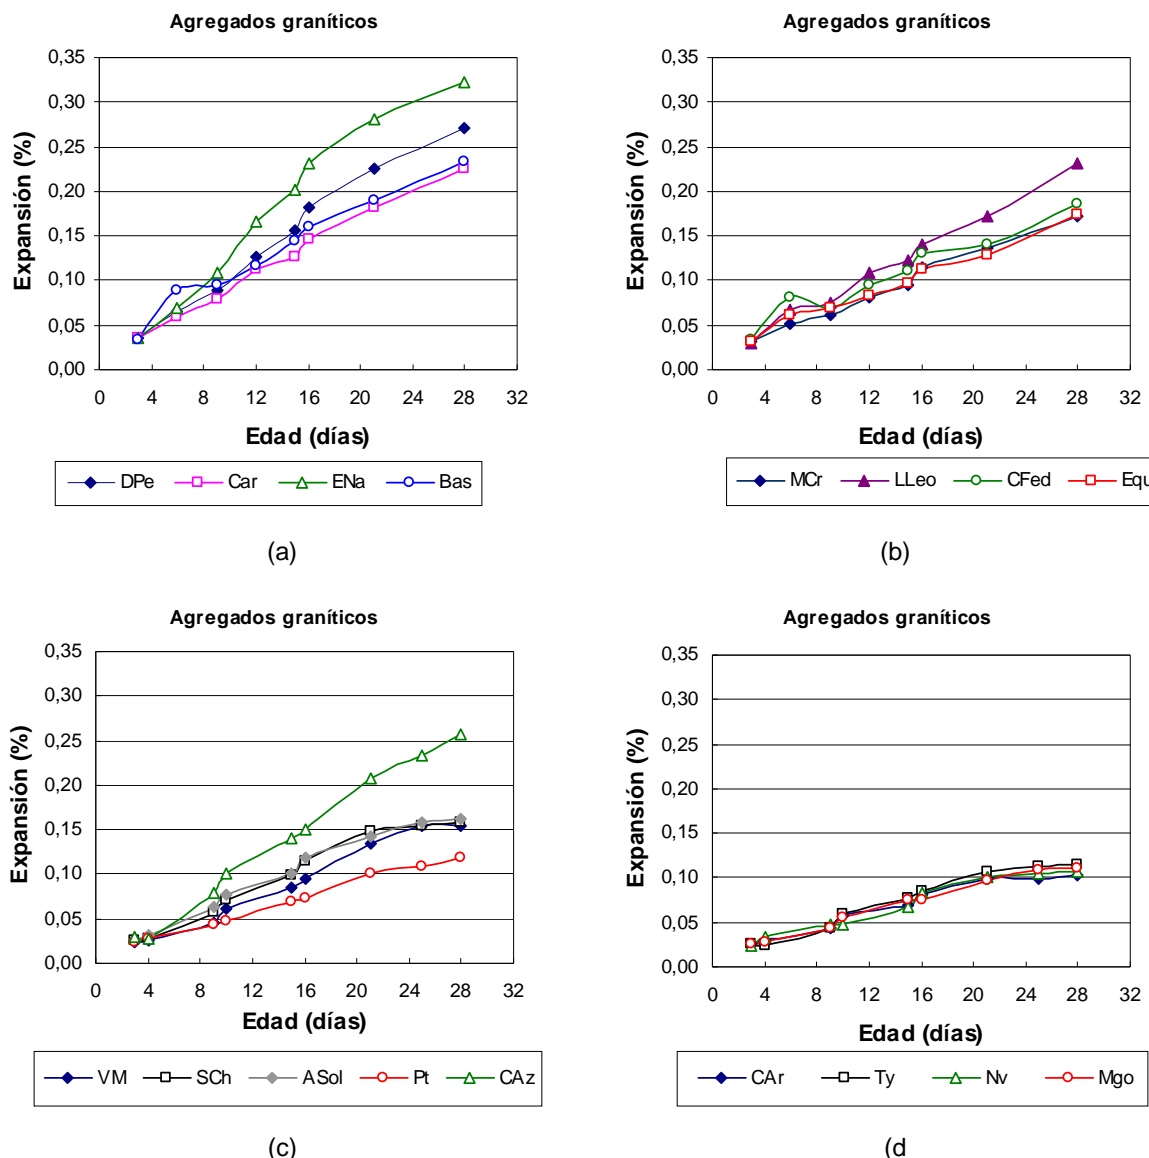 Agregados graníticos
0,35
0,30
0,25
0,20
0,15
0,10
0,05
0,00
Expansión (%)
0 4 8 12 16 20 24 28 32
Edad (días)
DPe Car ENa Bas
(a)
Agregados graníticos
0,35
0,30
0,25
0,20
0,15
0,10
0,05
0,00
Expansión (%)
0 4 8 12 16 20 24 28 32
Edad (días)
MCr LLeo CFed Equ
(b)
Agregados graníticos
0,35
0,30
0,25
0,20
0,15
0,10
0,05
0,00
Expansión (%)
0 4 8 12 16 20 24 28 32
Edad (días)
VM SCh ASol Pt CAz
(c)
Agregados graníticos
0,35
0,30
0,25
0,20
0,15
0,10
0,05
0,00
Expansión (%)
0 4 8 12 16 20 24 28 32
Edad (días)
CAr Ty Nv Mgo
(d